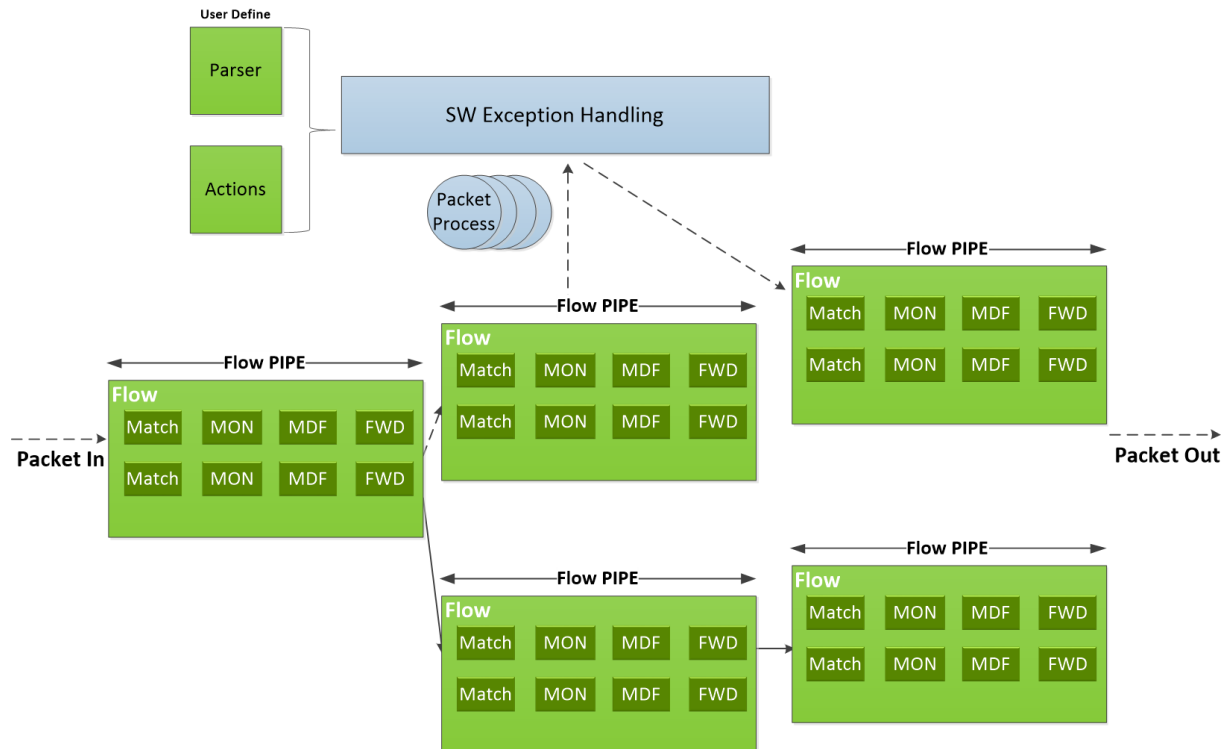 User Define
Parser
Actions
SW Exception Handling
Packet
Process
Flow PIPE
Flow
Match MON MDF FWD
Match MON MDF FWD
Flow PIPE
Flow
Match MON MDF FWD
Match MON MDF FWD
Flow PIPE
Flow
Match MON MDF FWD
Match MON MDF FWD
Packet In
Packet Out
Flow PIPE
Flow
Match MON MDF FWD
Match MON MDF FWD
Flow PIPE
Flow
Match MON MDF FWD
Match MON MDF FWD